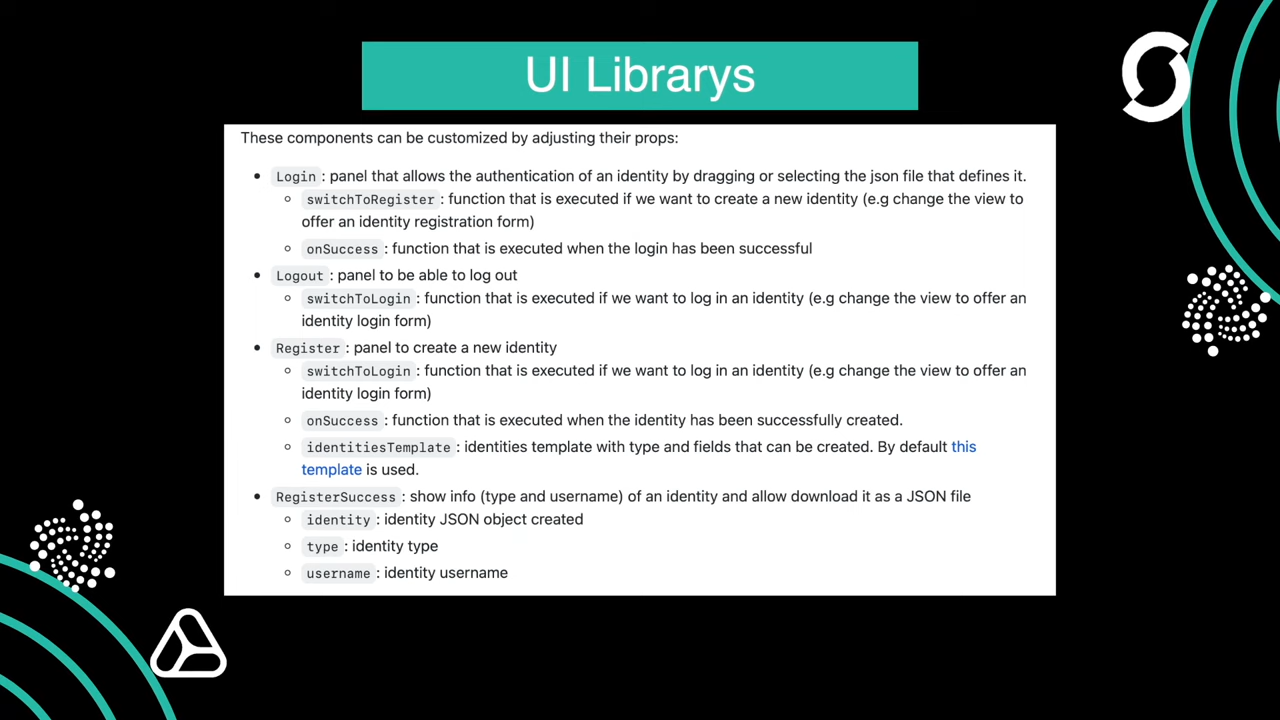 UI Librarys
These components can be customized by adjusting their props:
Login : panel that allows the authentication of an identity by dragging or selecting the json file that defines it.
switchToRegister : function that is executed if we want to create a new identity (e.g change the view to
offer an identity registration form)
onSuccess : function that is executed when the login has been successful
Logout : panel to be able to log out
switchToLogin : function that is executed if we want to log in an identity (e.g change the view to offer an
identity login form)
Register : panel to create a new identity
switchToLogin : function that is executed if we want to log in an identity (e.g change the view to offer an
identity login form)
onSuccess : function that is executed when the identity has been successfully created.
identitiesTemplate : identities template with type and fields that can be created. By default this
template is used.
RegisterSuccess : show info (type and username) of an identity and allow download it as a JSON file
identity : identity JSON object created
type : identity type
username : identity username